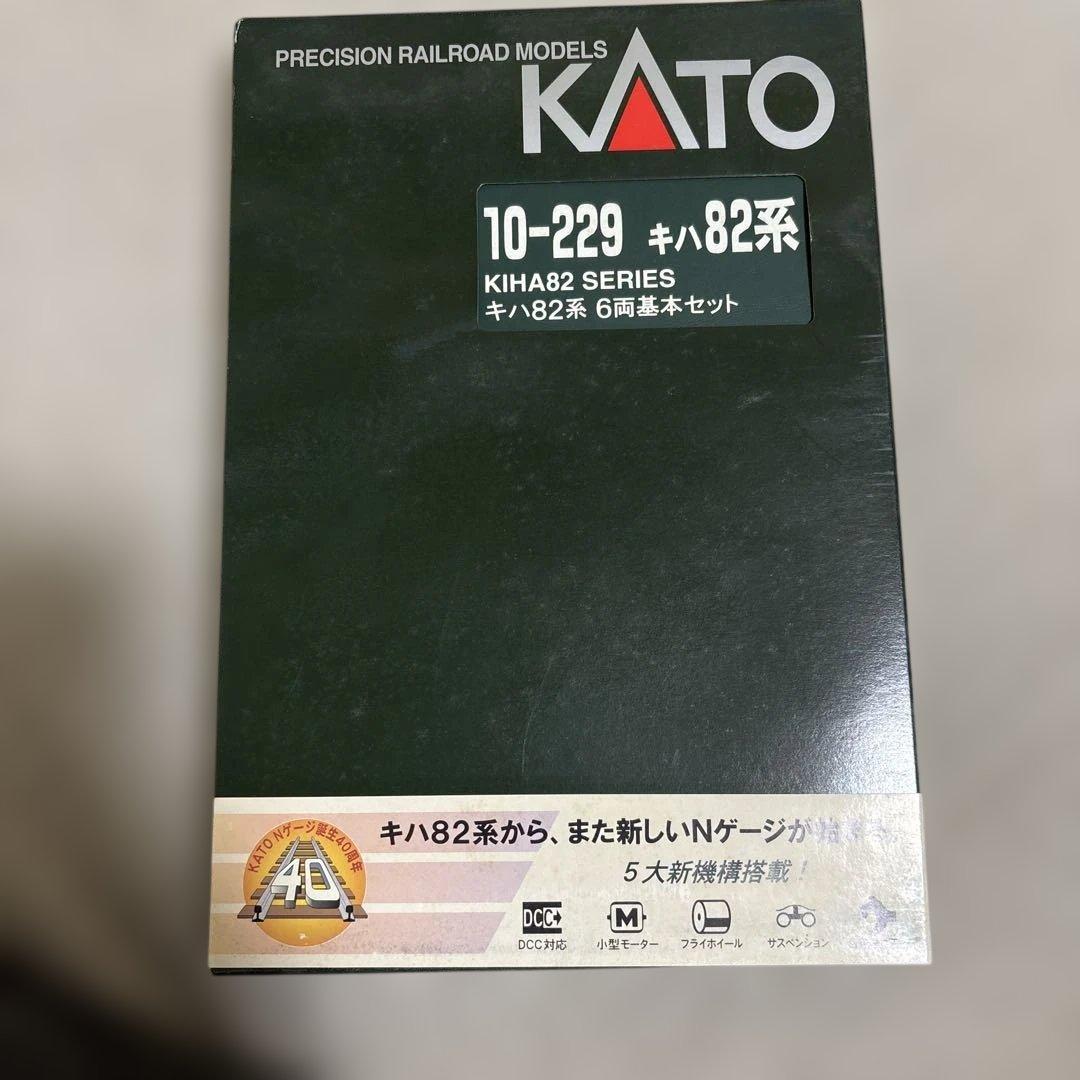 PRECISION RAILROAD MODELS
KATO
10-229 キハ82系
KIHA82 SERIES
キハ82系 6両基本セット
KATO Nゲージ誕生40周年
40
キハ82系から、また新しいNゲージが始まる。
5大新機構搭載!
DCC
M
DCC対応
小型モーター
フライホイール
サスペンション